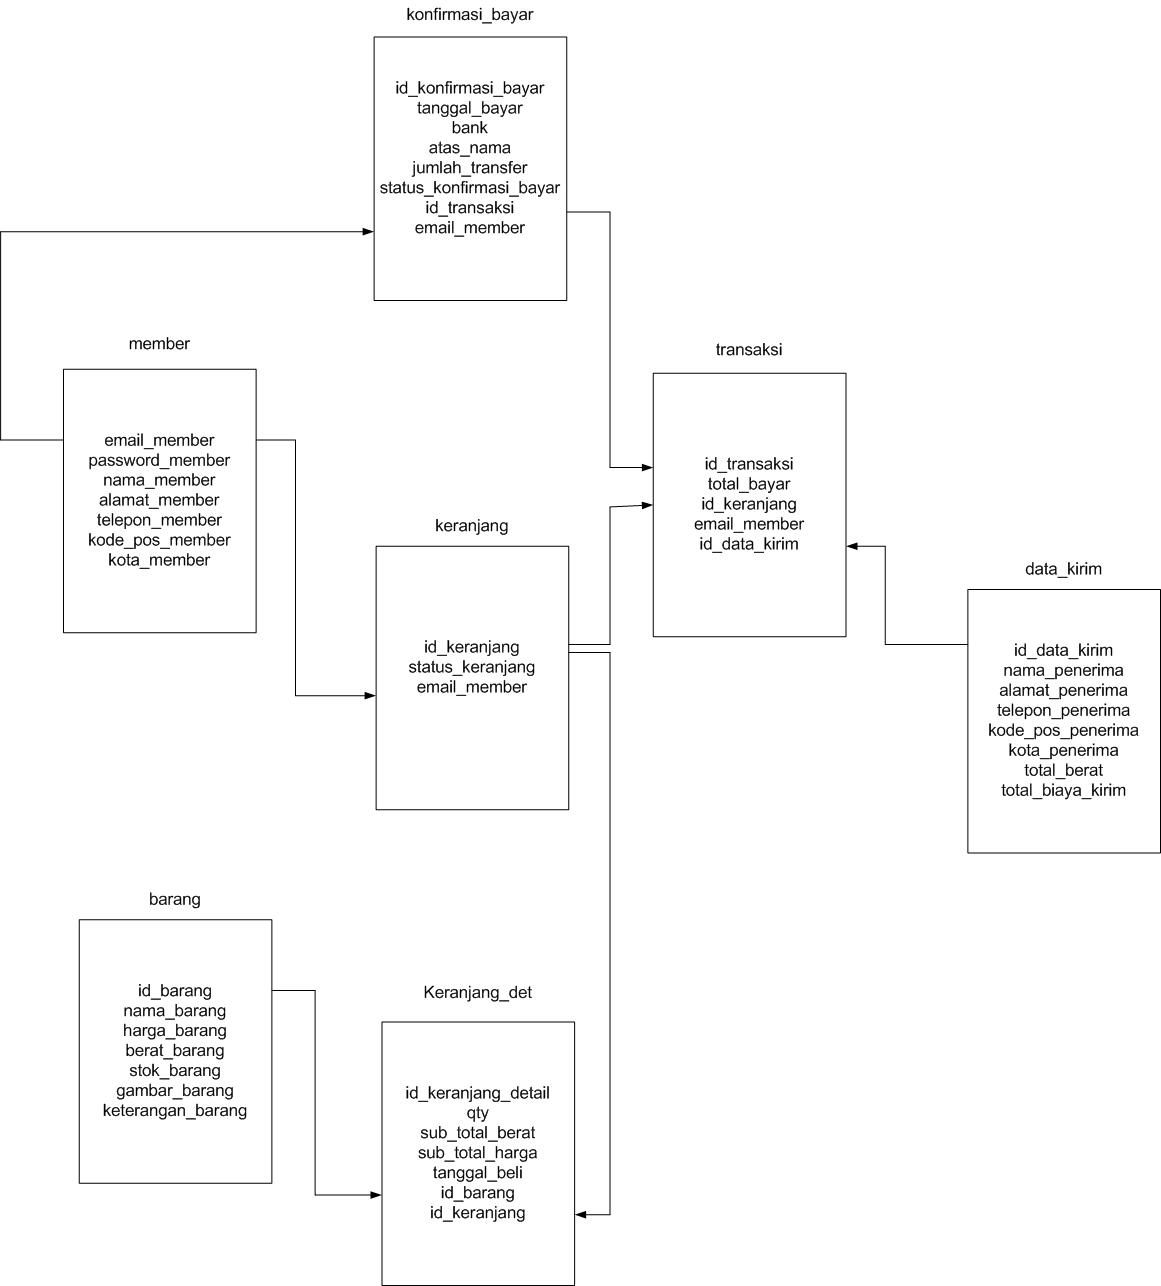 konfirmasi_bayar
id_konfirmasi_bayar
tanggal_bayar
bank
atas_nama
jumlah_transfer
status_konfirmasi_bayar
id_transaksi
email_member
member
email_member
password_member
nama_member
alamat_member
telepon_member
kode_pos_member
kota_member
transaksi
id_transaksi
total_bayar
id_keranjang
email_member
id_data_kirim
keranjang
id_keranjang
status_keranjang
email_member
data_kirim
id_data_kirim
nama_penerima
alamat_penerima
telepon_penerima
kode_pos_penerima
kota_penerima
total_berat
total_biaya_kirim
barang
id_barang
nama_barang
harga_barang
berat_barang
stok_barang
gambar_barang
keterangan_barang
Keranjang_det
id_keranjang_detail
qty
sub_total_berat
sub_total_harga
tanggal_beli
id_barang
id_keranjang